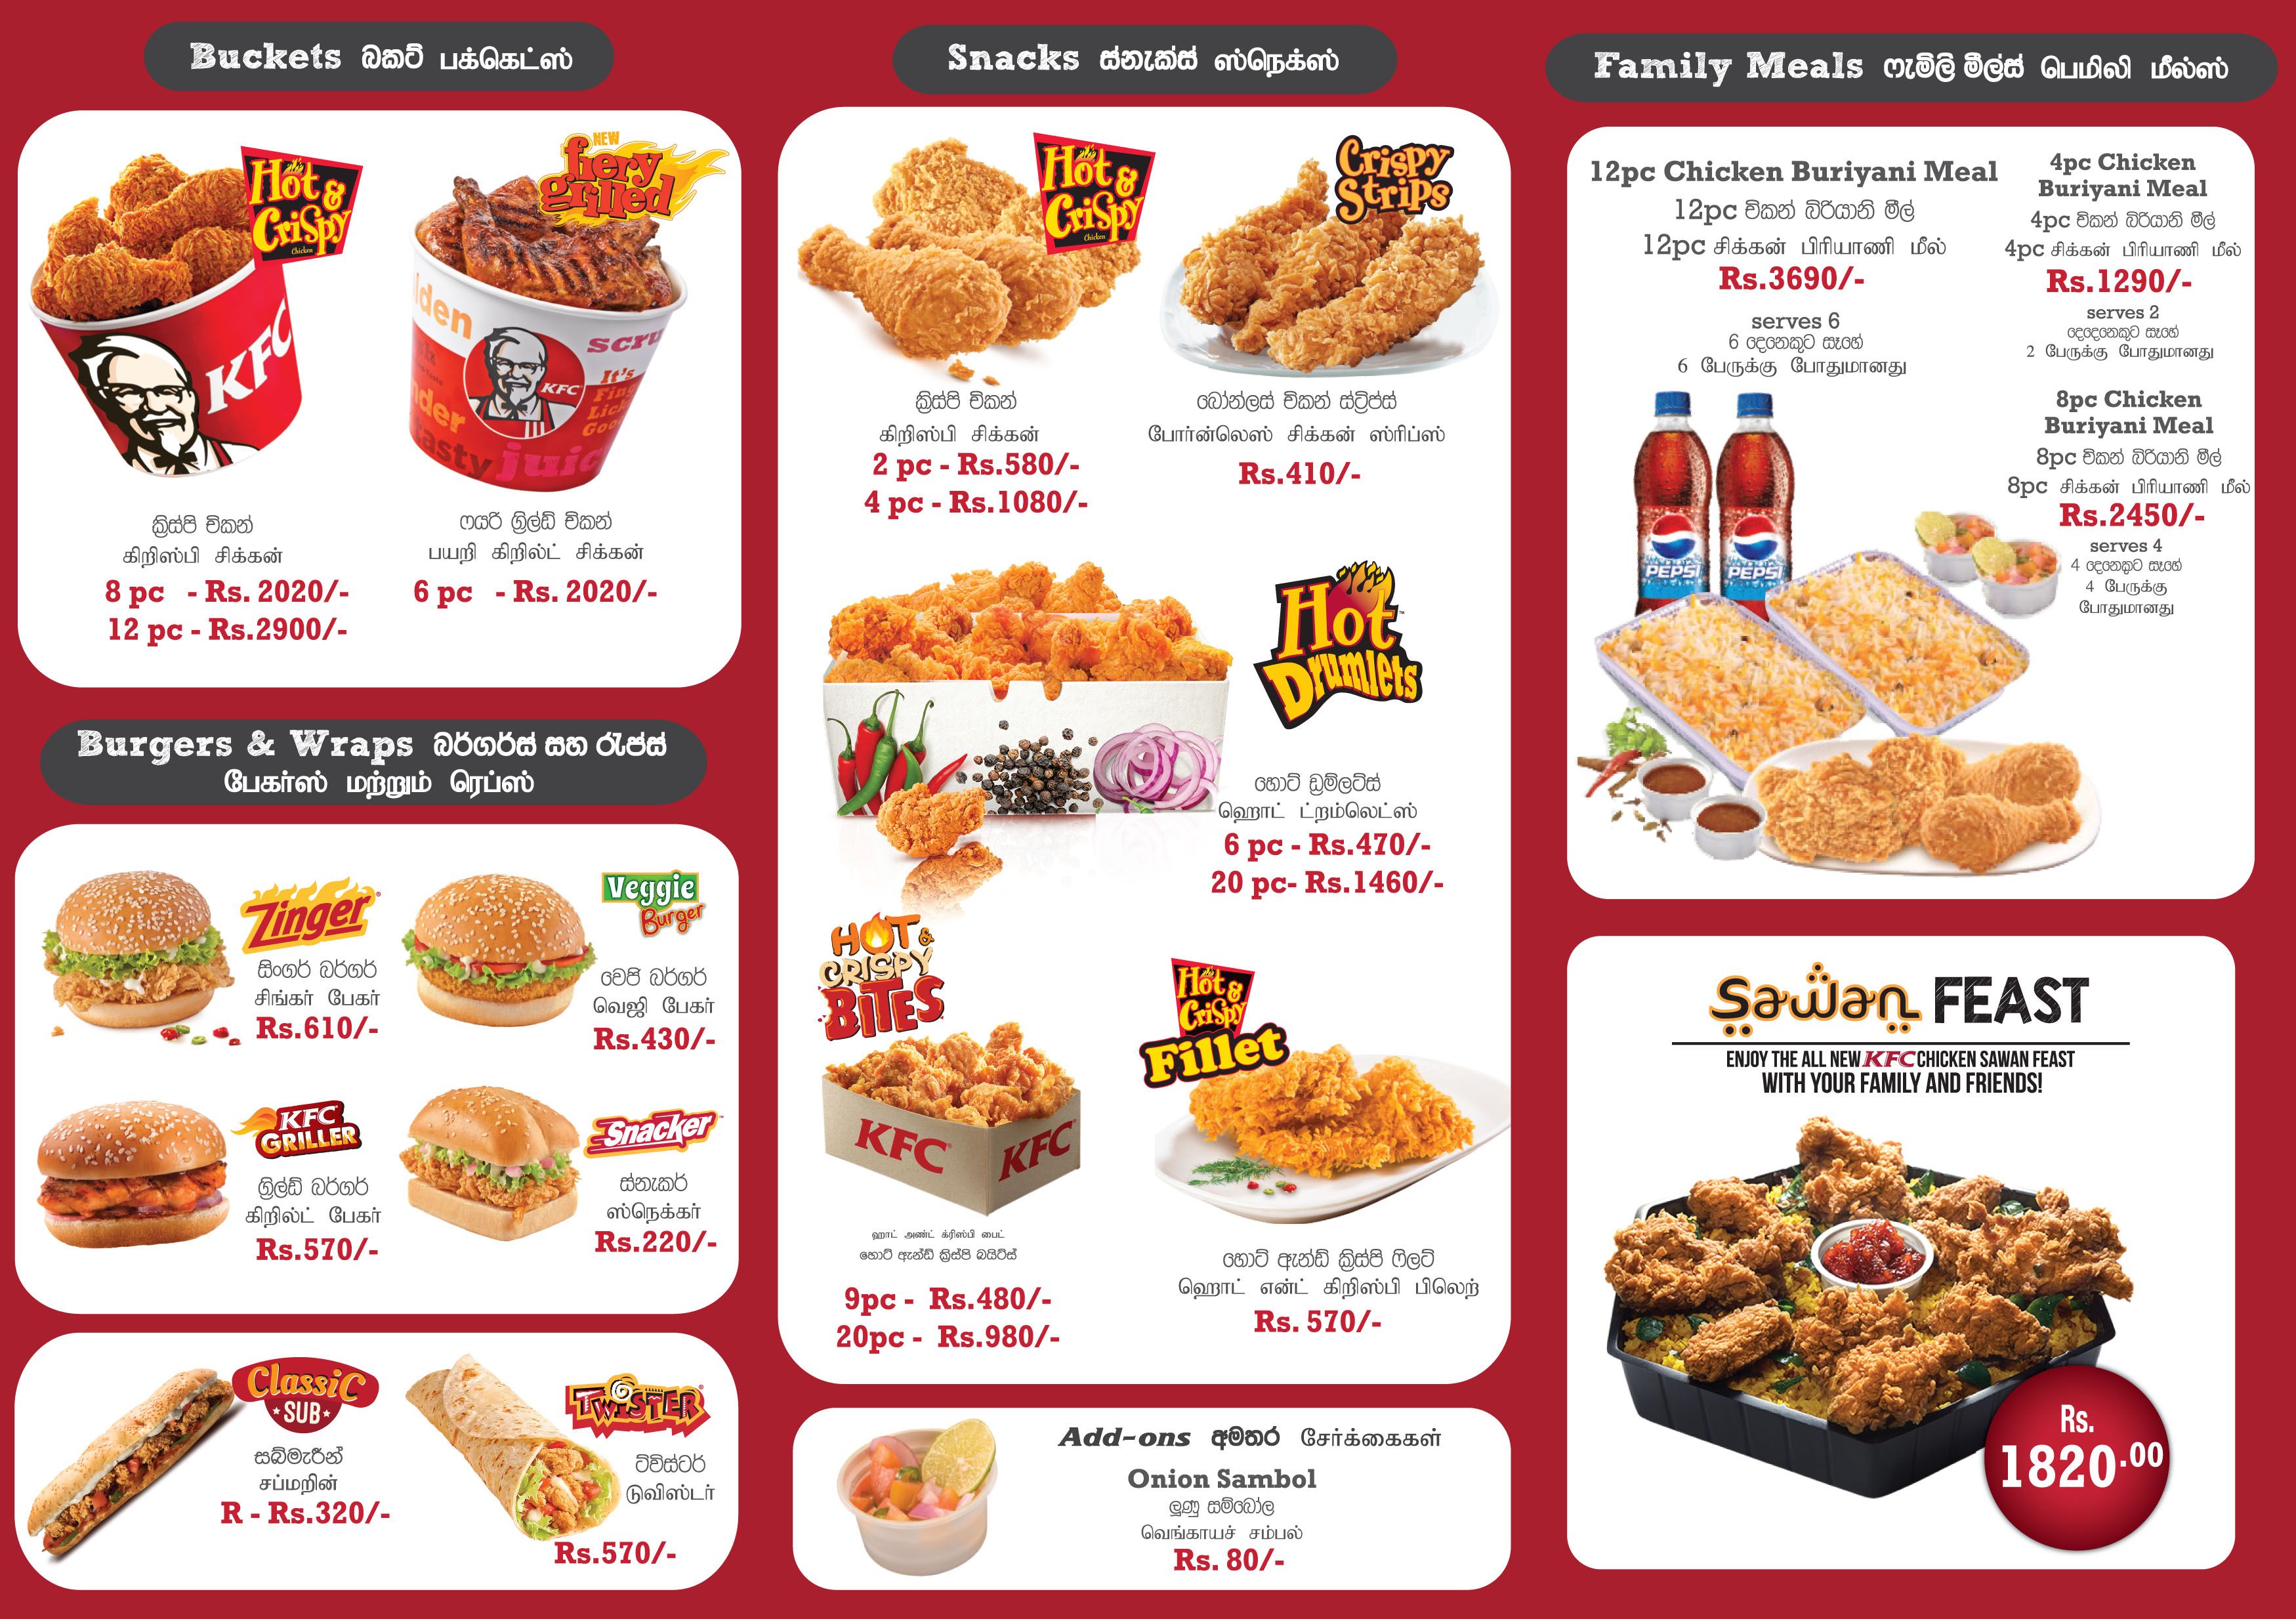 Buckets බකට් பக்கெட்ஸ்
Hot &
Crispy
Chicken
KFC
NEW
fiery
grilled
lden
nder
tasty juic
scru
It's
KFC
ක්‍රිස්පි චිකන්
கிறிஸ்பி சிக்கன்
8 pc - Rs. 2020/-
12 pc - Rs.2900/-
ෆයරි ග්‍රිල්ඩ් චිකන්
பயறி கிறில்ட் சிக்கன்
6 pc - Rs. 2020/-
Burgers & Wraps බර්ගර්ස් සහ රැප්ස්
பேகர்ஸ் மற்றும் ரெப்ஸ்
Zinger
සිංගර් බර්ගර්
சிங்கர் பேகர்
Rs.610/-
Veggie
Burger
වෙජි බර්ගර්
வெஜி பேகர்
Rs.430/-
KFC
GRILLER
ග්‍රිල්ඩ් බර්ගර්
கிறில்ட் பேகர்
Rs.570/-
Snacker
ස්නැකර්
ஸ்நெக்கர்
Rs.220/-
Classic
SUB
සබ්මැරීන්
சப்மறின்
R - Rs.320/-
TWISTER
ට්විස්ටර්
டுவிஸ்டர்
Rs.570/-
Snacks ස්නැක්ස් ஸ்நெக்ஸ்
Hot &
Crispy
Chicken
ක්‍රිස්පි චිකන්
கிறிஸ்பி சிக்கன்
2 pc - Rs.580/-
4 pc - Rs.1080/-
Crispy
Strips
බෝන්ලස් චිකන් ස්ට්‍රිප්ස්
போர்ன்லெஸ் சிக்கன் ஸ்ரிப்ஸ்
Rs.410/-
Hot
Drumlets
හොට් ඩ්‍රම්ලට්ස්
ஹொட் ட்றம்லெட்ஸ்
6 pc - Rs.470/-
20 pc- Rs.1460/-
HOT &
CRISPY
BITES
KFC KFC
ஹாட் அண்ட் க்ரிஸ்பி பைட்
හොට් ඇන්ඩ් ක්‍රිස්පි බයිට්ස්
9pc - Rs.480/-
20pc - Rs.980/-
Hot &
Crispy
Fillet
හොට් ඇන්ඩ් ක්‍රිස්පි ෆිලට්
ஹொட் என்ட் கிறிஸ்பி பிலெற்
Rs. 570/-
Add-ons අමතර சேர்க்கைகள்
Onion Sambol
ලූණු සම්බෝල
வெங்காயச் சம்பல்
Rs. 80/-
Family Meals ෆැමිලි මීල්ස් பெமிலி மீல்ஸ்
12pc Chicken Buriyani Meal
12pc චිකන් බිරියානි මීල්
12pc சிக்கன் பிரியாணி மீல்
Rs.3690/-
serves 6
6 දෙනෙකුට සෑහේ
6 பேருக்கு போதுமானது
4pc Chicken
Buriyani Meal
4pc චිකන් බිරියානි මීල්
4pc சிக்கன் பிரியாணி மீல்
Rs.1290/-
serves 2
දෙදෙනෙකුට සෑහේ
2 பேருக்கு போதுமானது
8pc Chicken
Buriyani Meal
8pc චිකන් බිරියානි මීල්
8pc சிக்கன் பிரியாணி மீல்
Rs.2450/-
serves 4
4 දෙනෙකුට සෑහේ
4 பேருக்கு
போதுமானது
PEPSI PEPSI
Sawan FEAST
ENJOY THE ALL NEW KFC CHICKEN SAWAN FEAST
WITH YOUR FAMILY AND FRIENDS!
Rs.
1820.00